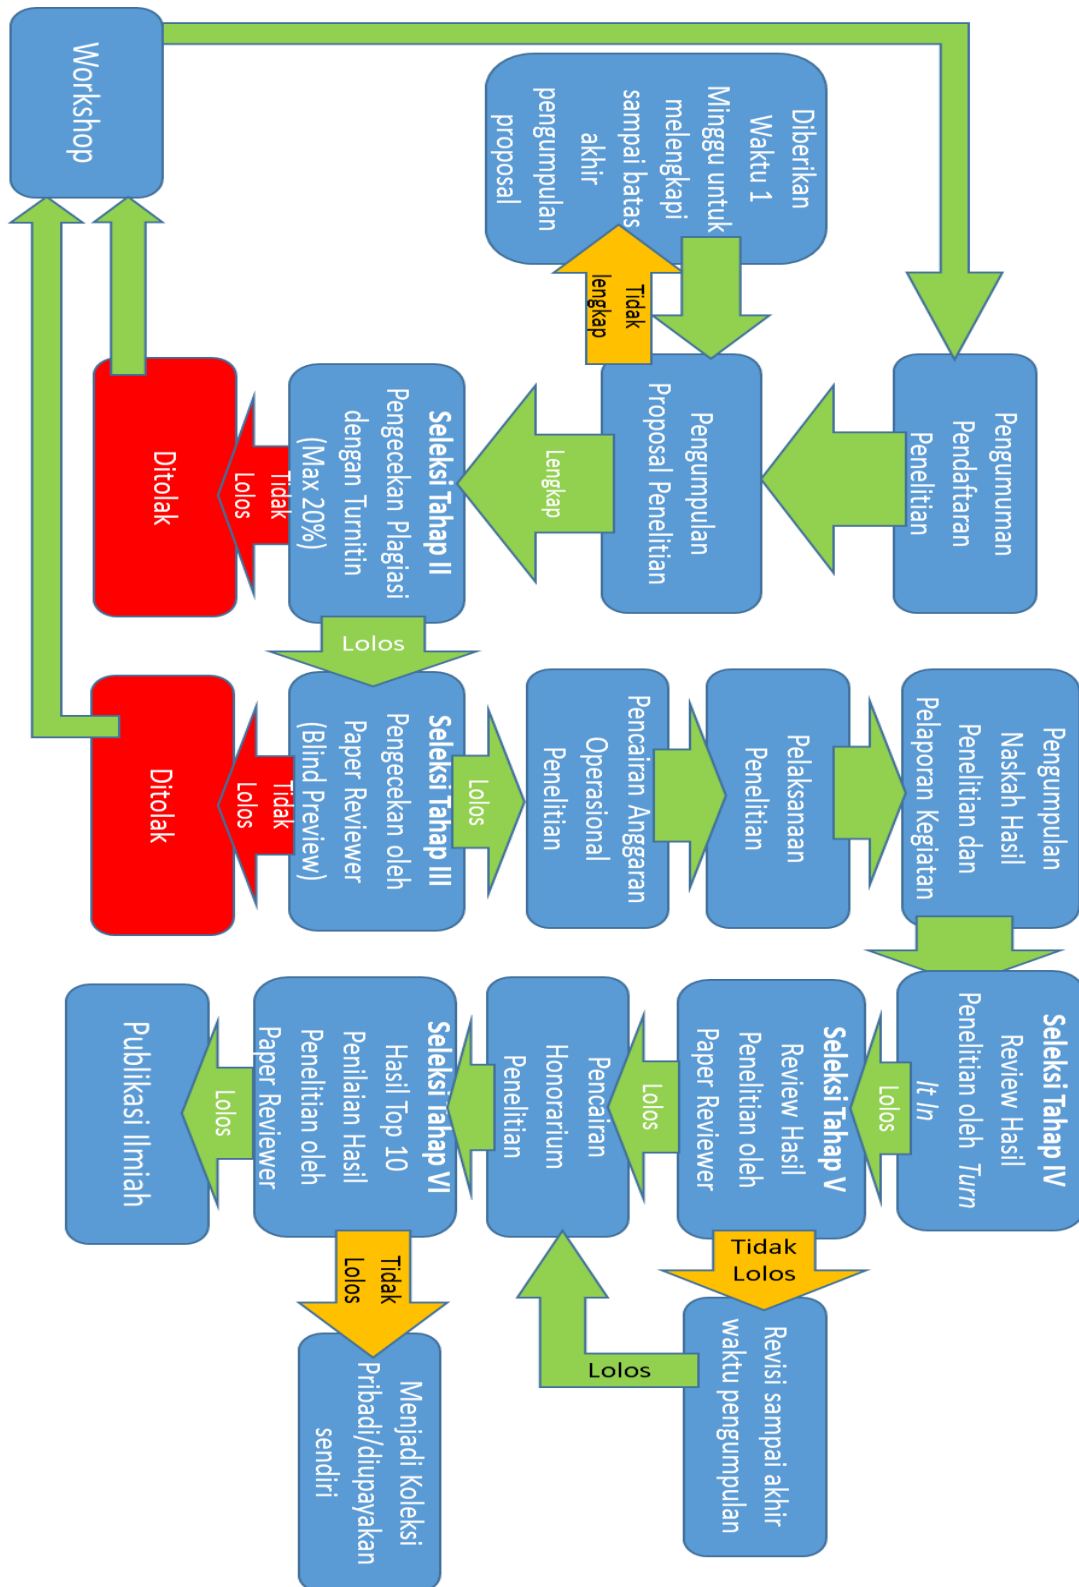 Pengumuman
Pendaftaran
Penelitian
Pengumpulan
Proposal Penelitian
Tidak
lengkap
Diberikan
Waktu 1
Minggu untuk
melengkapi
sampai batas
akhir
pengumpulan
proposal
Lengkap
Seleksi Tahap II
Pengecekan Plagiasi
dengan Turnitin
(Max 20%)
Tidak
Lolos
Ditolak
Workshop
Lolos
Seleksi Tahap III
Pengecekan oleh
Paper Reviewer
(Blind Preview)
Tidak
Lolos
Ditolak
Lolos
Pencairan Anggaran
Operasional
Penelitian
Pelaksanaan
Penelitian
Pengumpulan
Naskah Hasil
Penelitian dan
Pelaporan Kegiatan
Seleksi Tahap IV
Review Hasil
Penelitian oleh Turn
It In
Lolos
Seleksi Tahap V
Review Hasil
Penelitian oleh
Paper Reviewer
Tidak
Lolos
Revisi sampai akhir
waktu pengumpulan
Lolos
Lolos
Pencairan
Honorarium
Penelitian
Seleksi Tahap VI
Hasil Top 10
Penilaian Hasil
Penelitian oleh
Paper Reviewer
Tidak
Lolos
Menjadi Koleksi
Pribadi/diupayakan
sendiri
Lolos
Publikasi Ilmiah